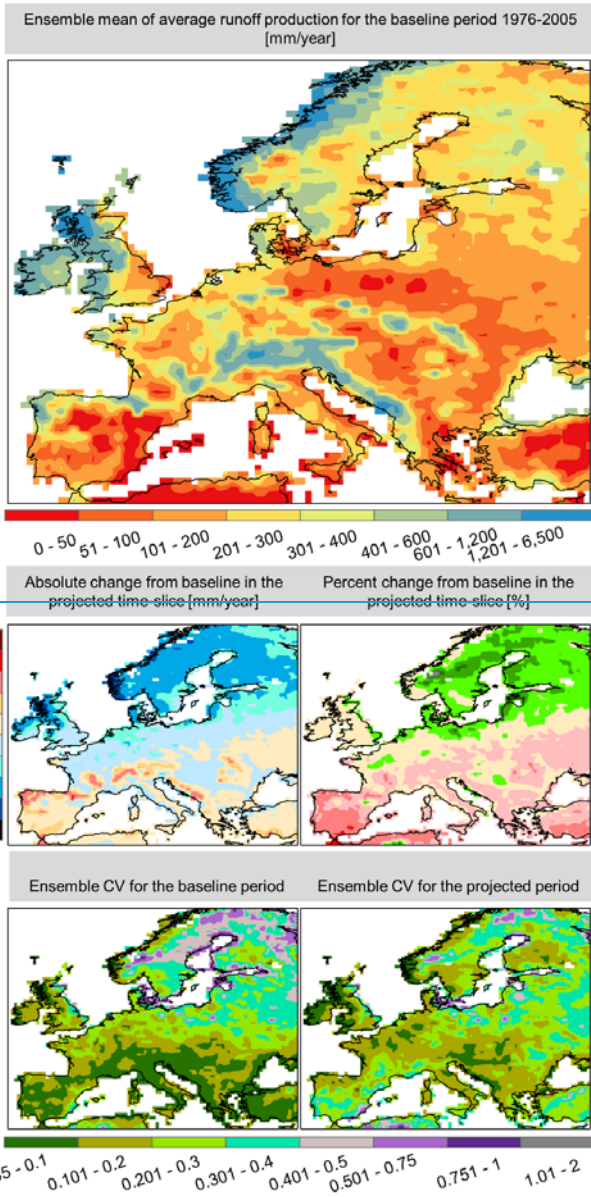 Ensemble mean of average runoff production for the baseline period 1976-2005
[mm/year]
0 - 50 51 - 100 101 - 200 201 - 300 301 - 400 401 - 600 601 - 1,200 1,201 - 6,500
Absolute change from baseline in the Percent change from baseline in the
projected time-slice [mm/year] projected time-slice [%]
Ensemble CV for the baseline period Ensemble CV for the projected period
5 - 0.1 0.101 - 0.2 0.201 - 0.3 0.301 - 0.4 0.401 - 0.5 0.501 - 0.75 0.751 - 1 1.01 - 2